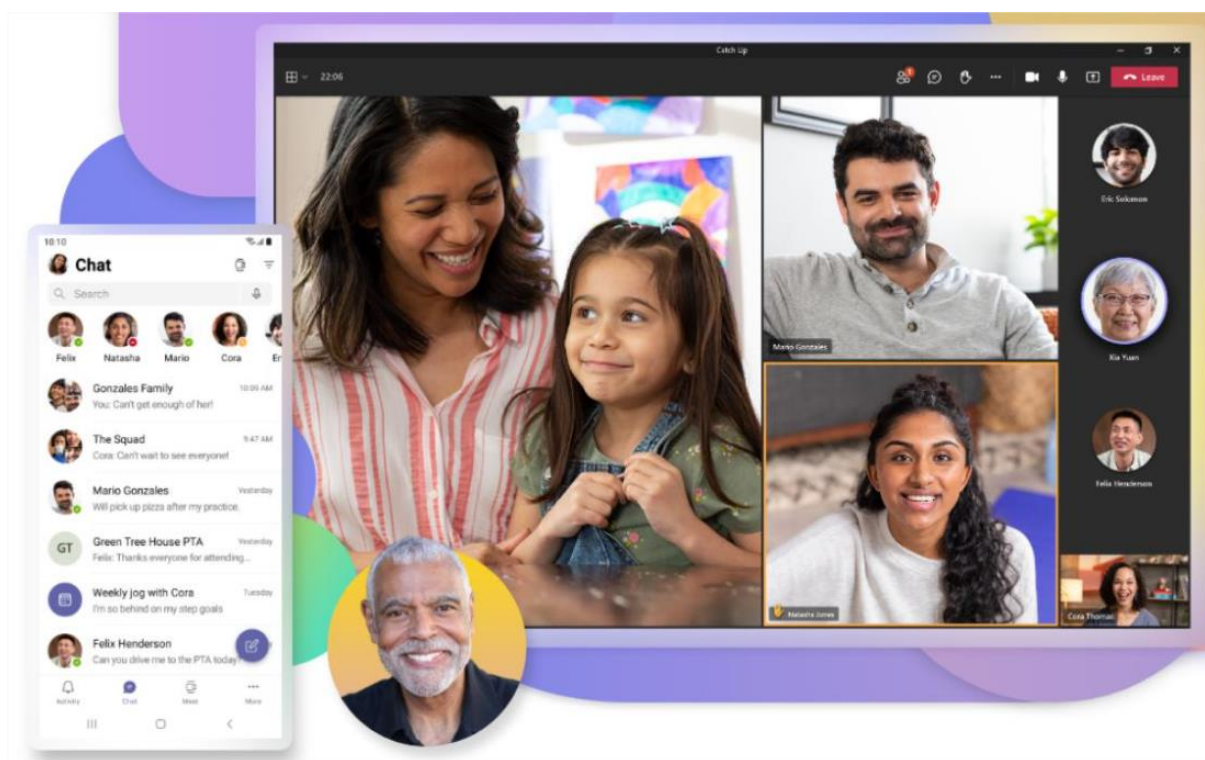 Catch Up
22:06
Leave
Mario Gonzales
Natasha Jones
Eric Solomon
Xia Yuan
Felix Henderson
Cora Thomas
10:10
Chat
Search
Felix
Natasha
Mario
Cora
Er
Gonzales Family
10:09 AM
You: Can't get enough of her!
The Squad
9:47 AM
Cora: Can't wait to see everyone!
Mario Gonzales
Yesterday
Will pick up pizza after my practice.
GT
Green Tree House PTA
Yesterday
Felix: Thanks everyone for attending...
Weekly jog with Cora
Tuesday
I'm so behind on my step goals
Felix Henderson
Can you drive me to the PTA today?
Activity
Chat
Meet
More